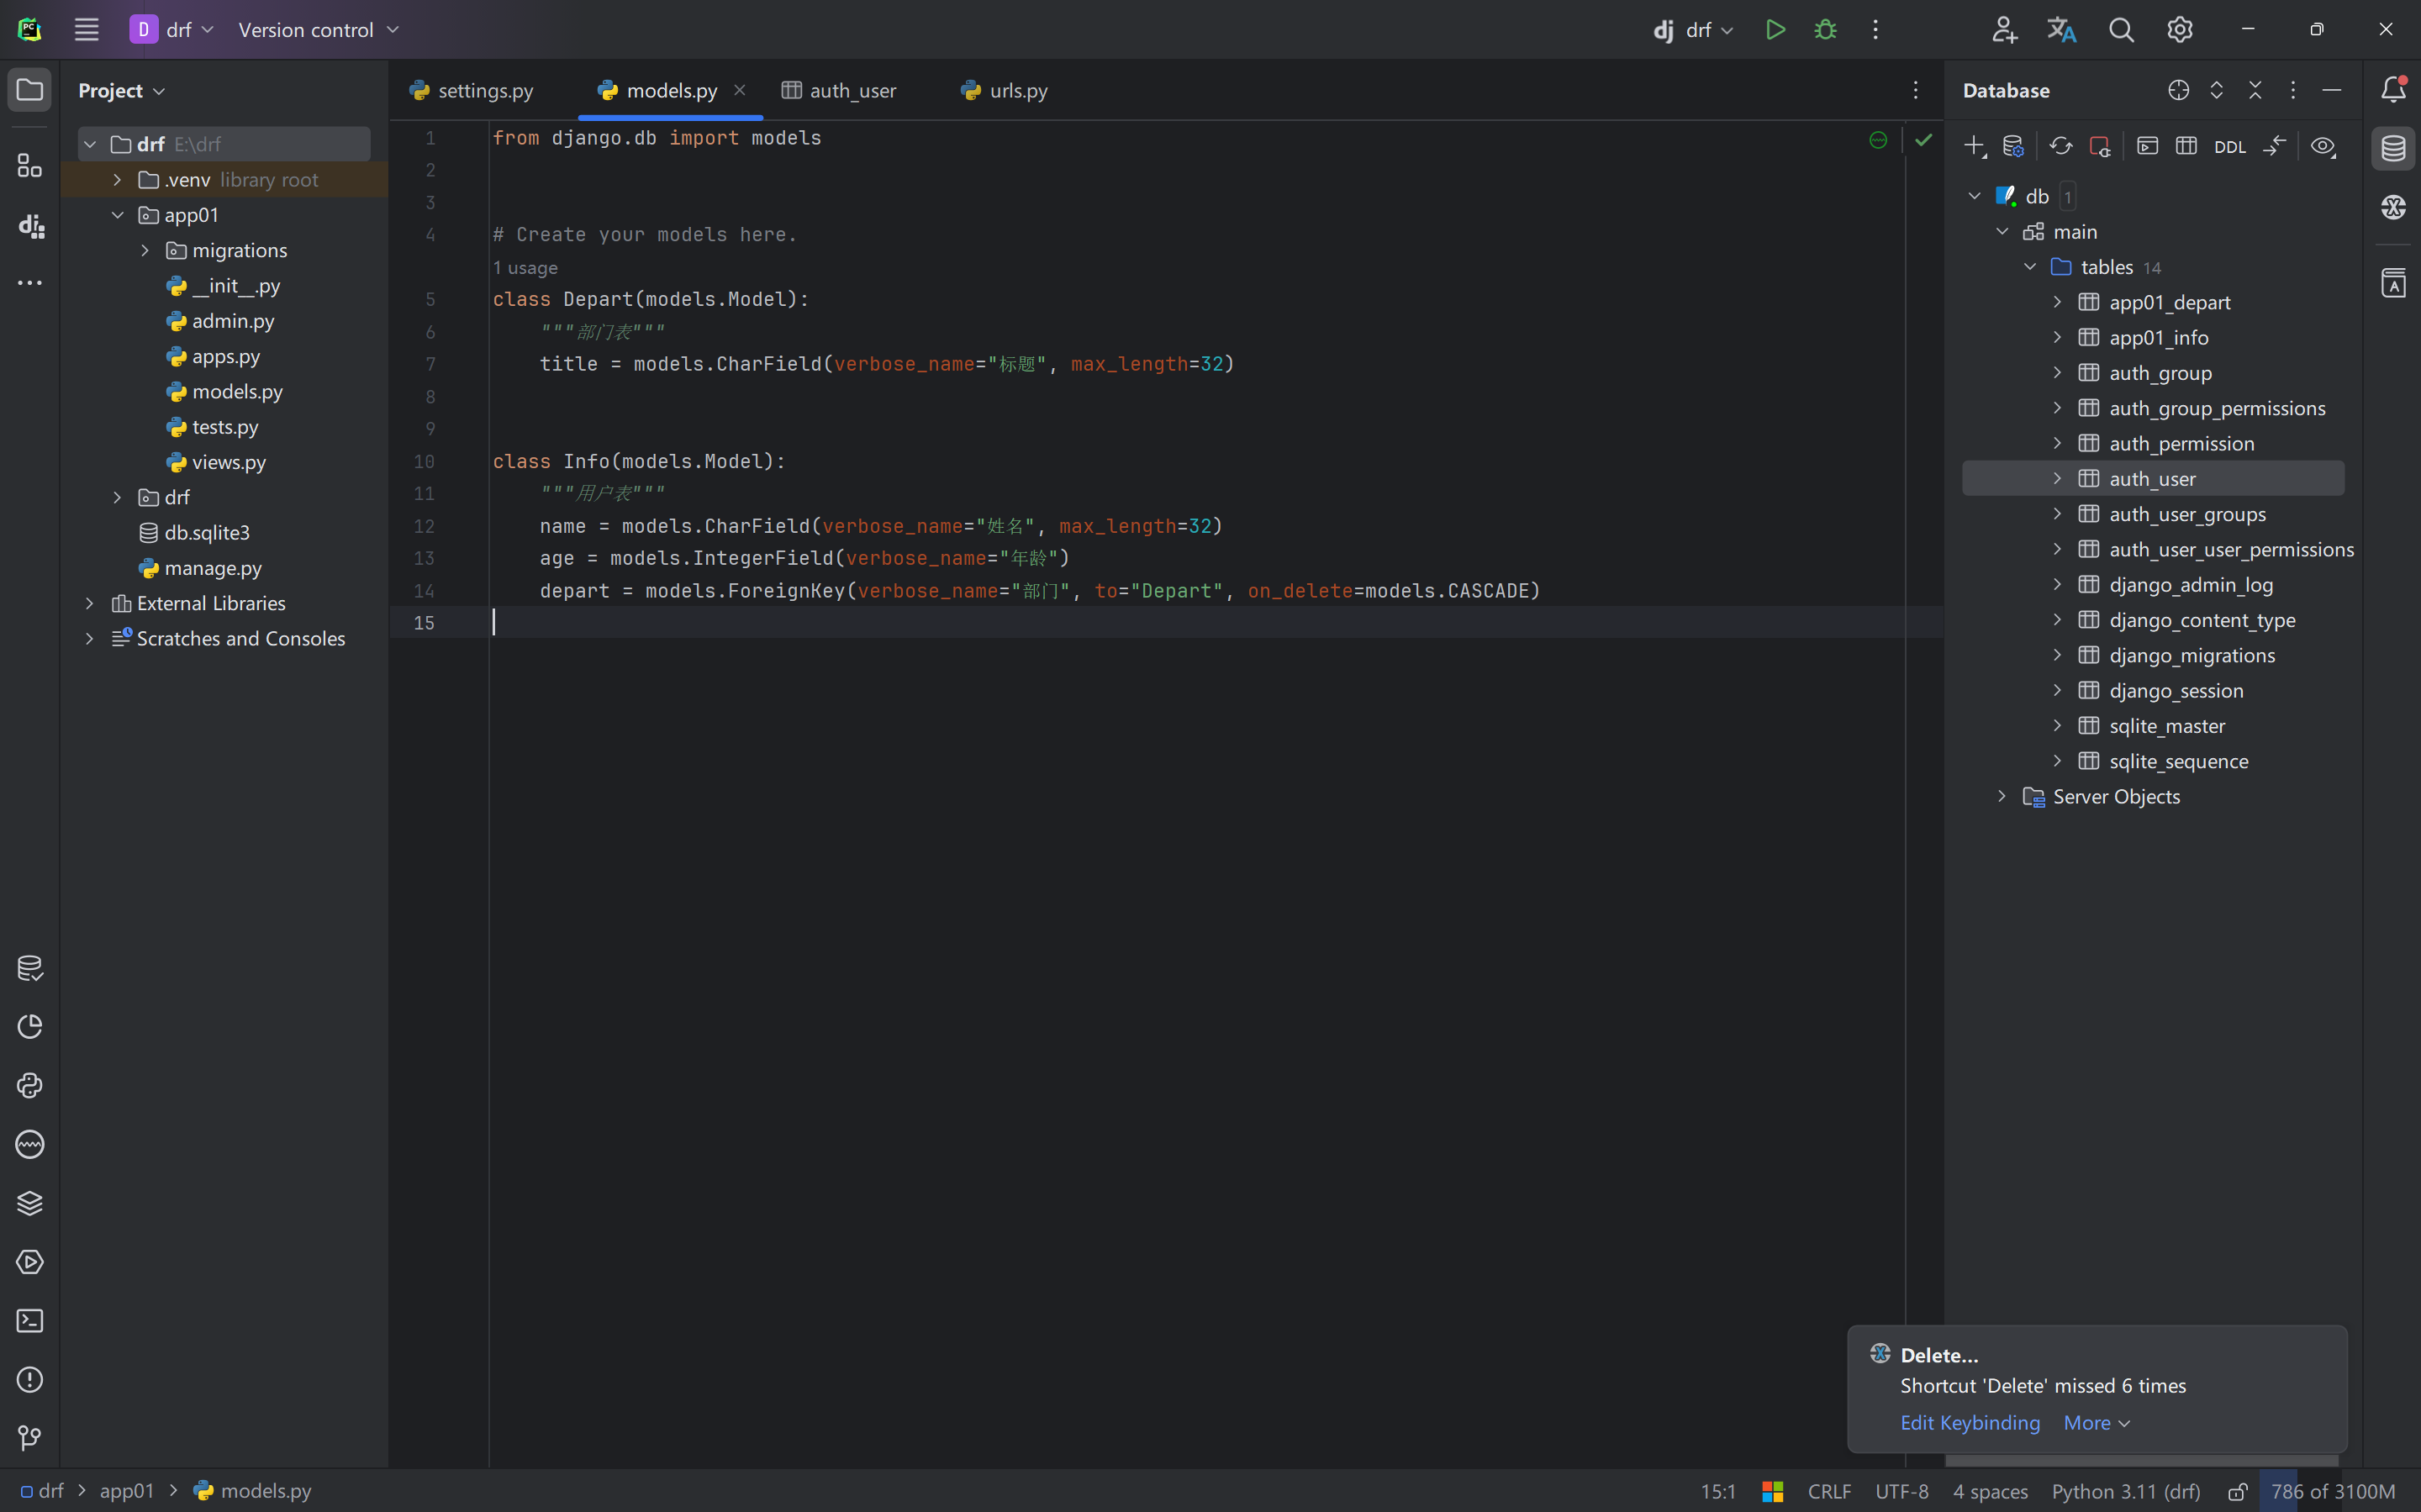 D drf Version control
dj drf
Project
drf E:\drf
.venv library root
app01
migrations
__init__.py
admin.py
apps.py
models.py
tests.py
views.py
drf
db.sqlite3
manage.py
External Libraries
Scratches and Consoles
settings.py models.py auth_user urls.py
1 from django.db import models
2
3
4 # Create your models here.
1 usage
5 class Depart(models.Model):
6 """部门表"""
7 title = models.CharField(verbose_name="标题", max_length=32)
8
9
10 class Info(models.Model):
11 """用户表"""
12 name = models.CharField(verbose_name="姓名", max_length=32)
13 age = models.IntegerField(verbose_name="年龄")
14 depart = models.ForeignKey(verbose_name="部门", to="Depart", on_delete=models.CASCADE)
15
Database
DDL
db 1
main
tables 14
app01_depart
app01_info
auth_group
auth_group_permissions
auth_permission
auth_user
auth_user_groups
auth_user_user_permissions
django_admin_log
django_content_type
django_migrations
django_session
sqlite_master
sqlite_sequence
Server Objects
Delete...
Shortcut 'Delete' missed 6 times
Edit Keybinding More
drf > app01 > models.py
15:1 CRLF UTF-8 4 spaces Python 3.11 (drf) 786 of 3100M